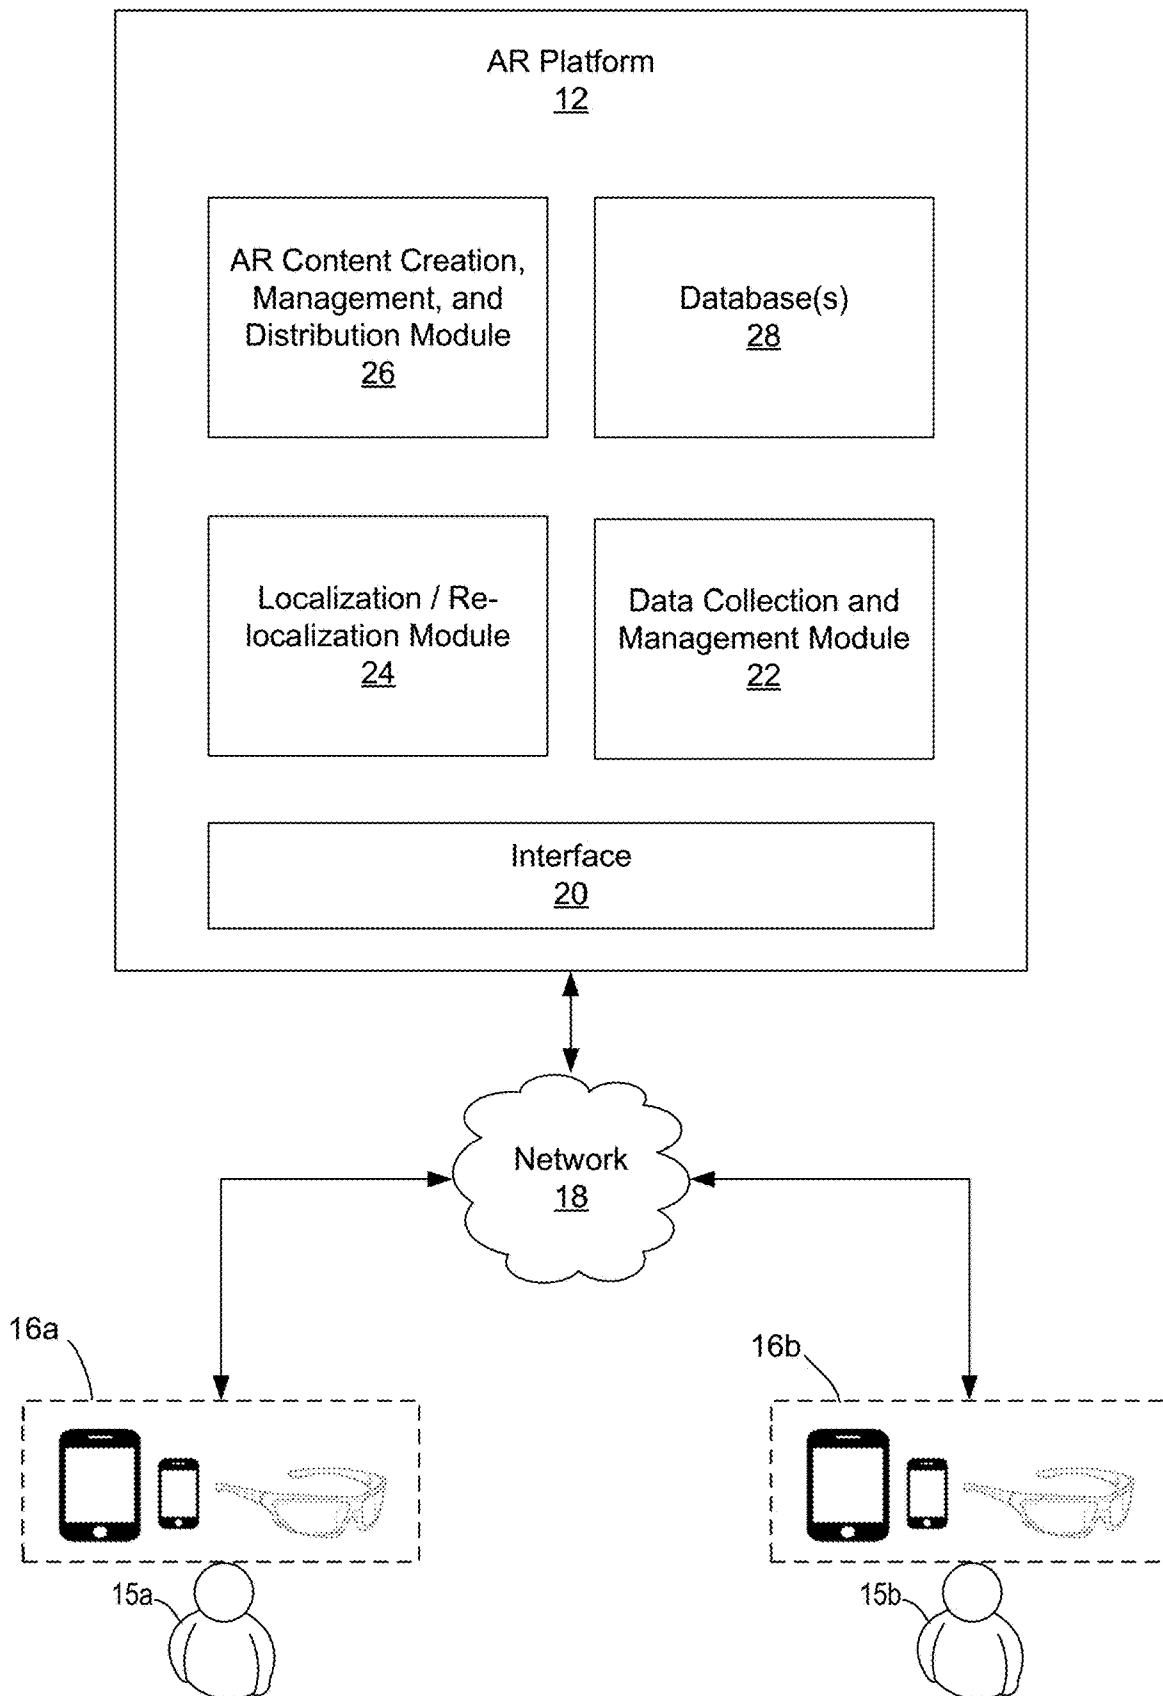 AR Platform
12
AR Content Creation,
Management, and
Distribution Module
26
Database(s)
28
Localization / Re-
localization Module
24
Data Collection and
Management Module
22
Interface
20
Network
18
16a
16b
15a
15b